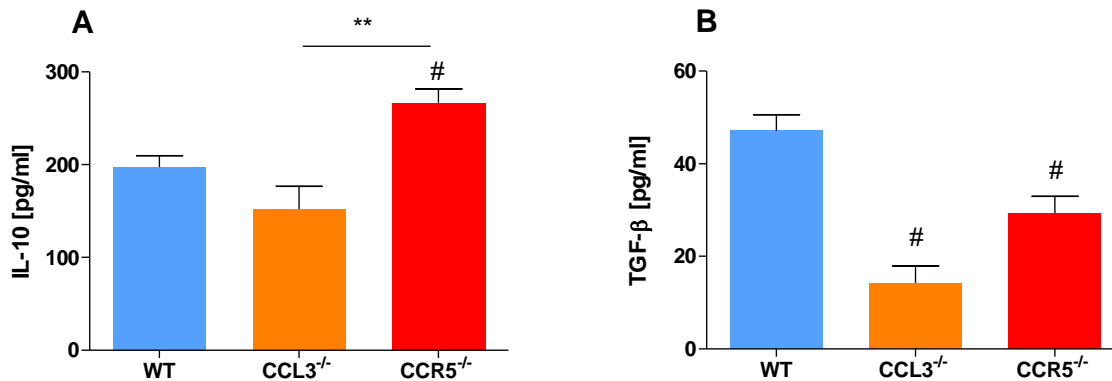 A
**
#
300
200
100
0
IL-10 [pg/ml]
WT
CCL3-/-
CCR5-/-
B
60
40
20
0
TGF-β [pg/ml]
#
#
WT
CCL3-/-
CCR5-/-